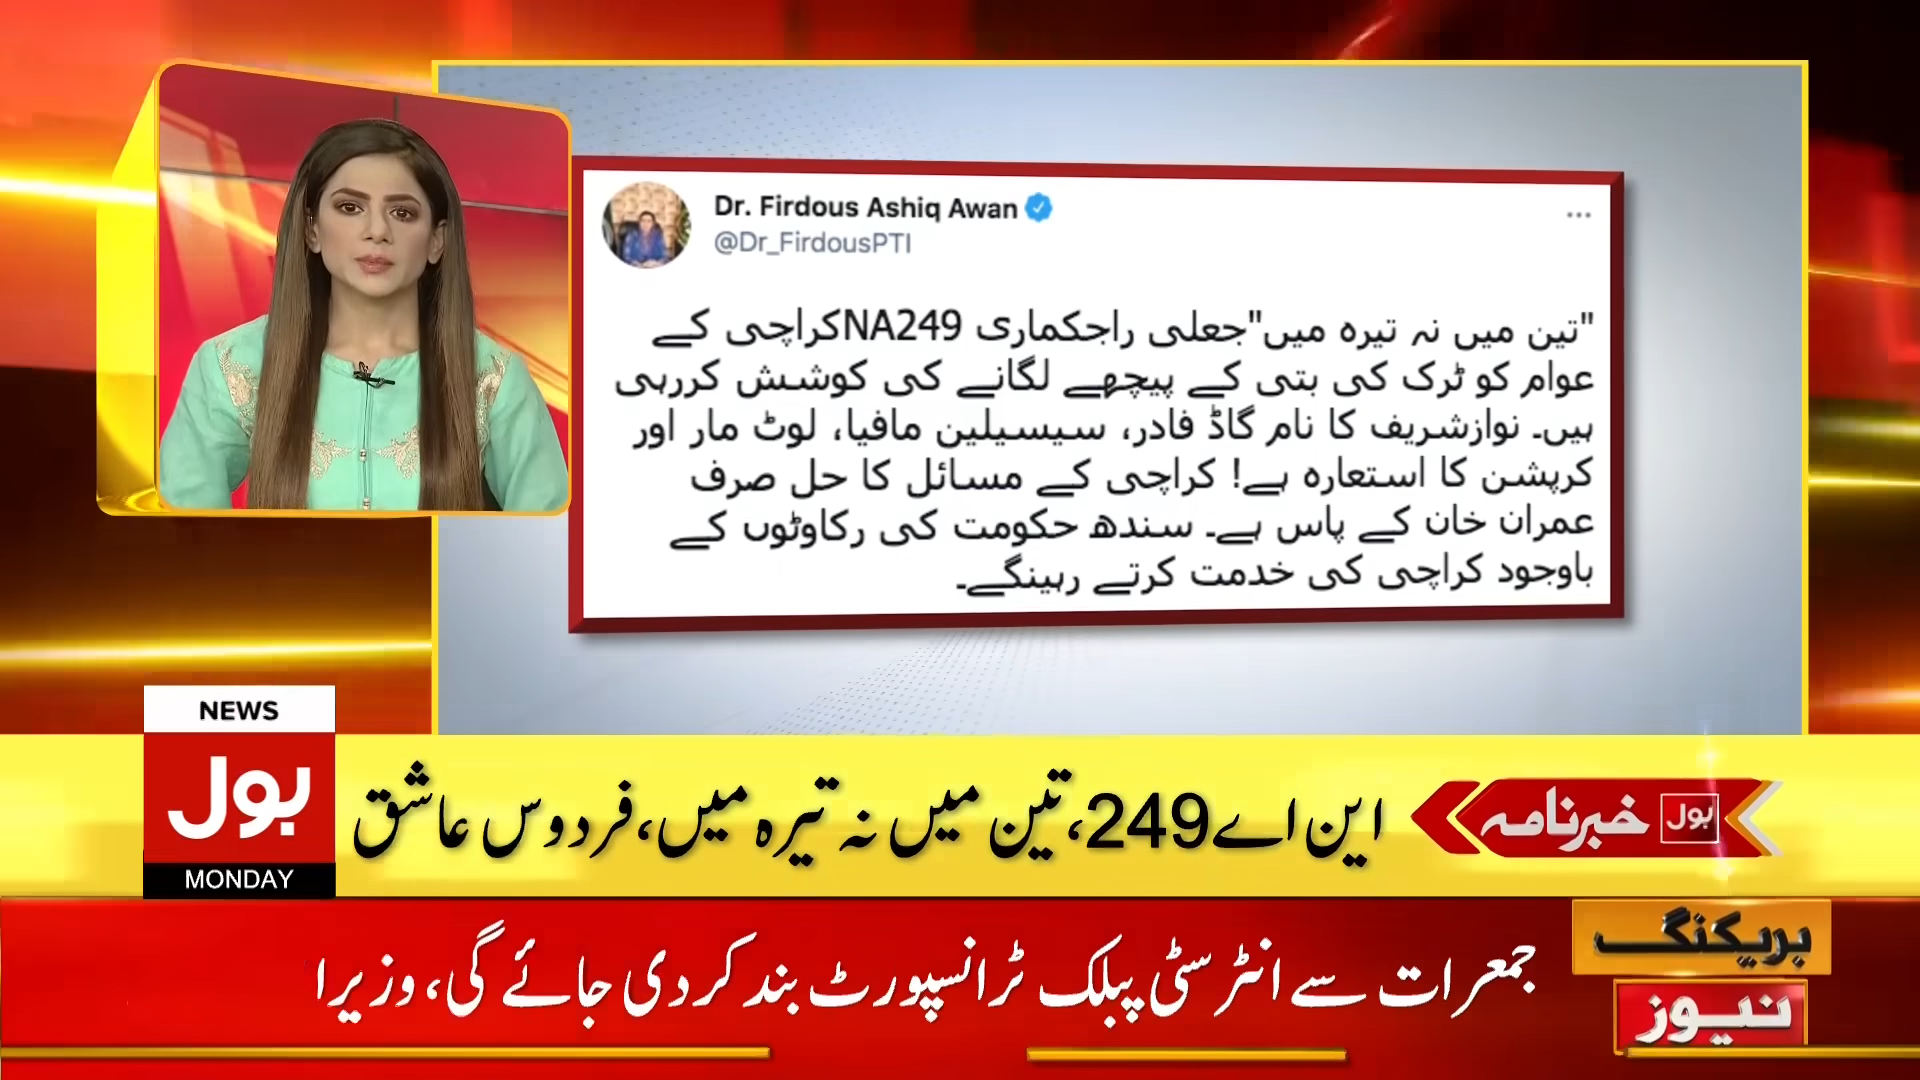 Dr. Firdous Ashiq Awan
@Dr_FirdousPTI
"تین میں نہ تیرہ میں"جعلی راجکماری NA249کراچی کے
عوام کو ٹرک کی بتی کے پیچھے لگانے کی کوشش کررہی
ہیں۔ نوازشریف کا نام گاڈ فادر، سیسیلین مافیا، لوٹ مار اور
کرپشن کا استعارہ ہے! کراچی کے مسائل کا حل صرف
عمران خان کے پاس ہے۔ سندھ حکومت کی رکاوٹوں کے
باوجود کراچی کی خدمت کرتے رہینگے۔
NEWS
بول
MONDAY
بول خبرنامہ
این اے249،تین میں نہ تیرہ میں،فردوس عاشق
بریکنگ
نیوز
جمعرات سے انٹرسٹی پبلک ٹرانسپورٹ بند کردی جائے گی، وزیرا